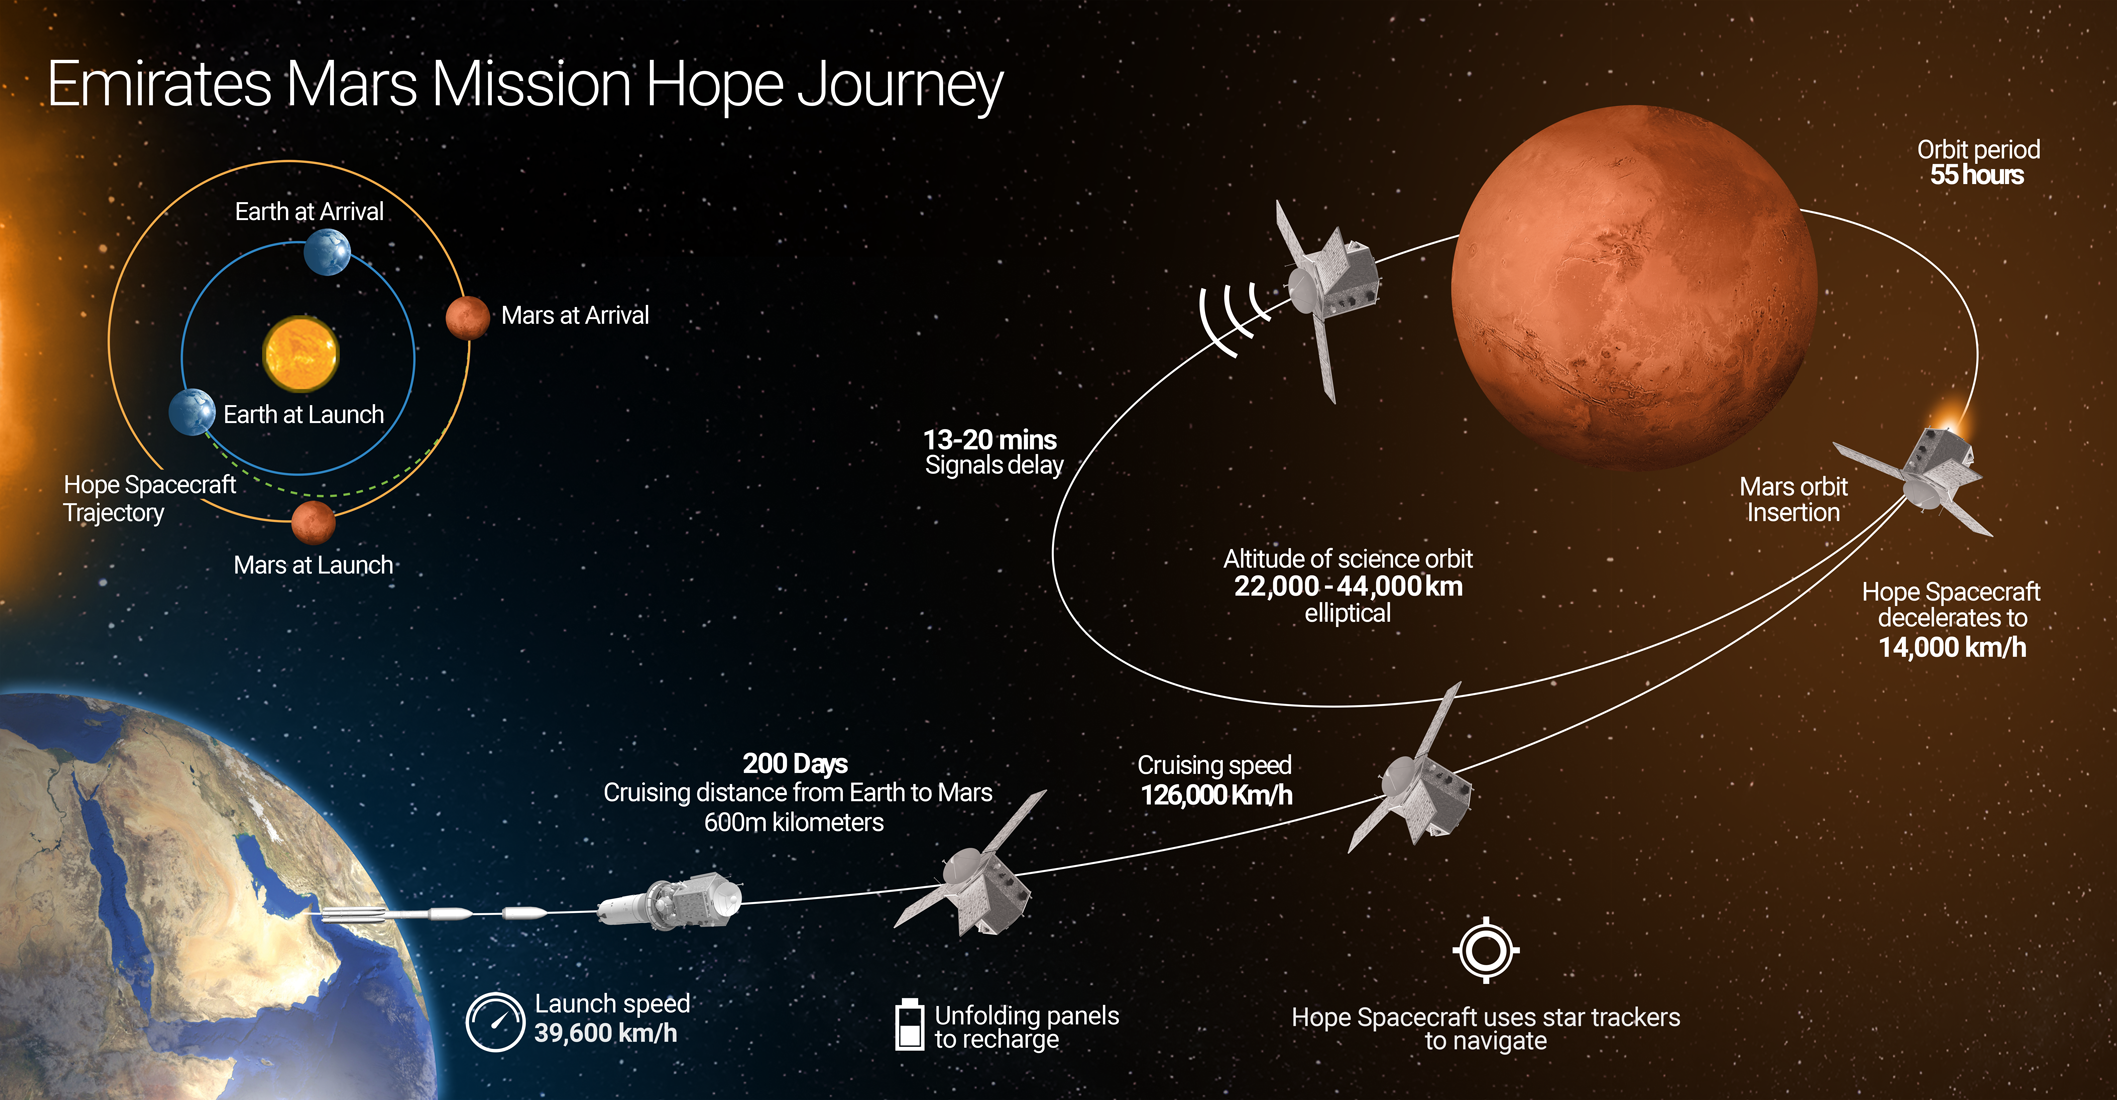 Emirates Mars Mission Hope Journey
Earth at Arrival
Mars at Arrival
Earth at Launch
Hope Spacecraft
Trajectory
Mars at Launch
Orbit period
55 hours
13-20 mins
Signals delay
Mars orbit
Insertion
Altitude of science orbit
22,000 - 44,000 km
elliptical
Hope Spacecraft
decelerates to
14,000 km/h
200 Days
Cruising distance from Earth to Mars
600m kilometers
Cruising speed
126,000 Km/h
Launch speed
39,600 km/h
Unfolding panels
to recharge
Hope Spacecraft uses star trackers
to navigate